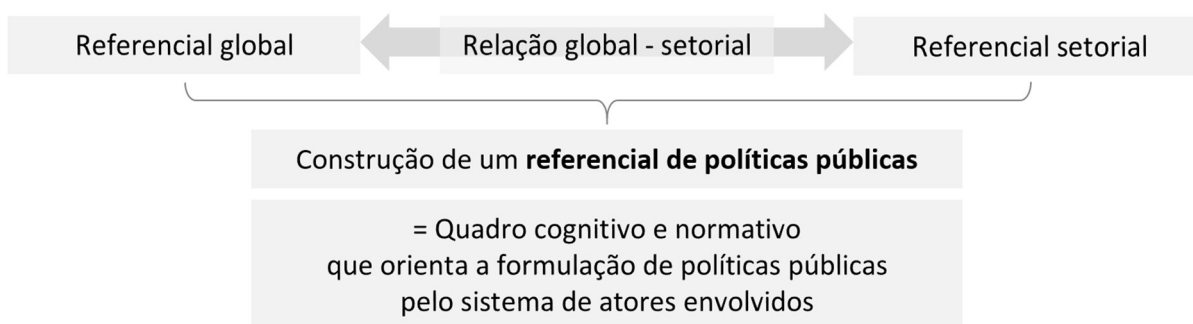 Referencial global
Relação global - setorial
Referencial setorial
Construção de um referencial de políticas públicas
= Quadro cognitivo e normativo
que orienta a formulação de políticas públicas
pelo sistema de atores envolvidos